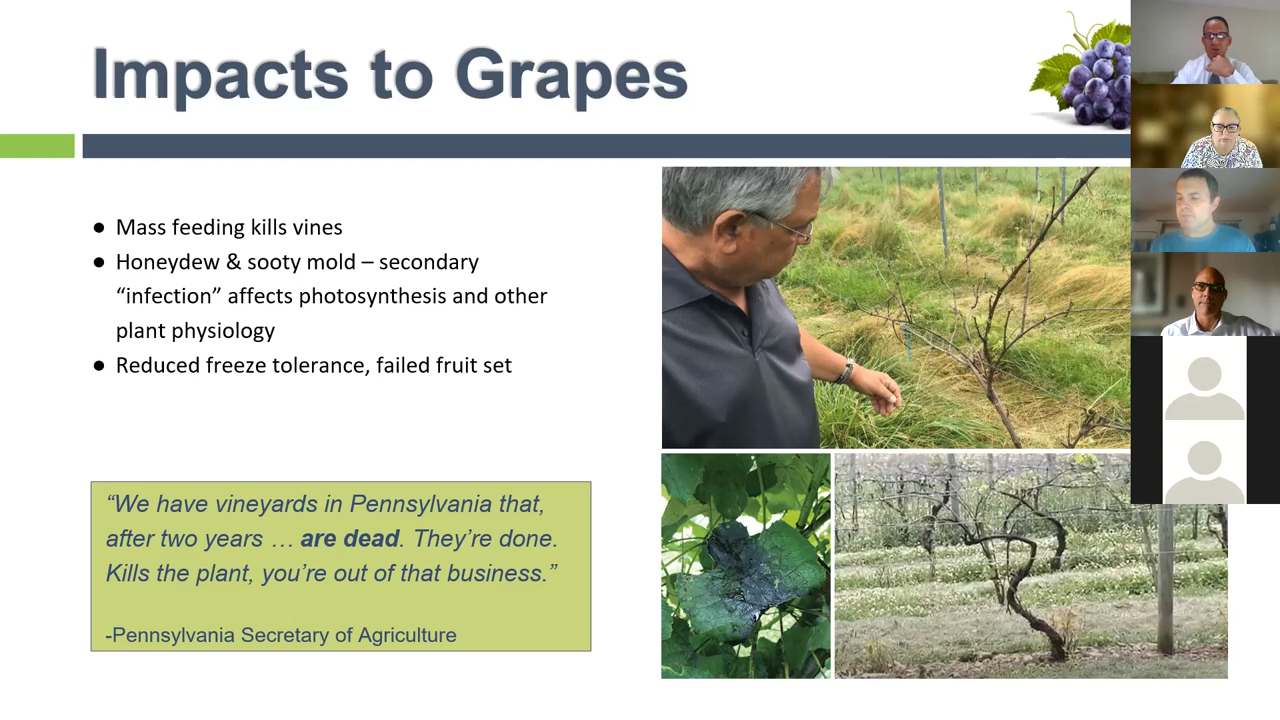 Impacts to Grapes
● Mass feeding kills vines
● Honeydew & sooty mold – secondary
“infection” affects photosynthesis and other
plant physiology
● Reduced freeze tolerance, failed fruit set
“We have vineyards in Pennsylvania that,
after two years … are dead. They’re done.
Kills the plant, you’re out of that business.”
-Pennsylvania Secretary of Agriculture